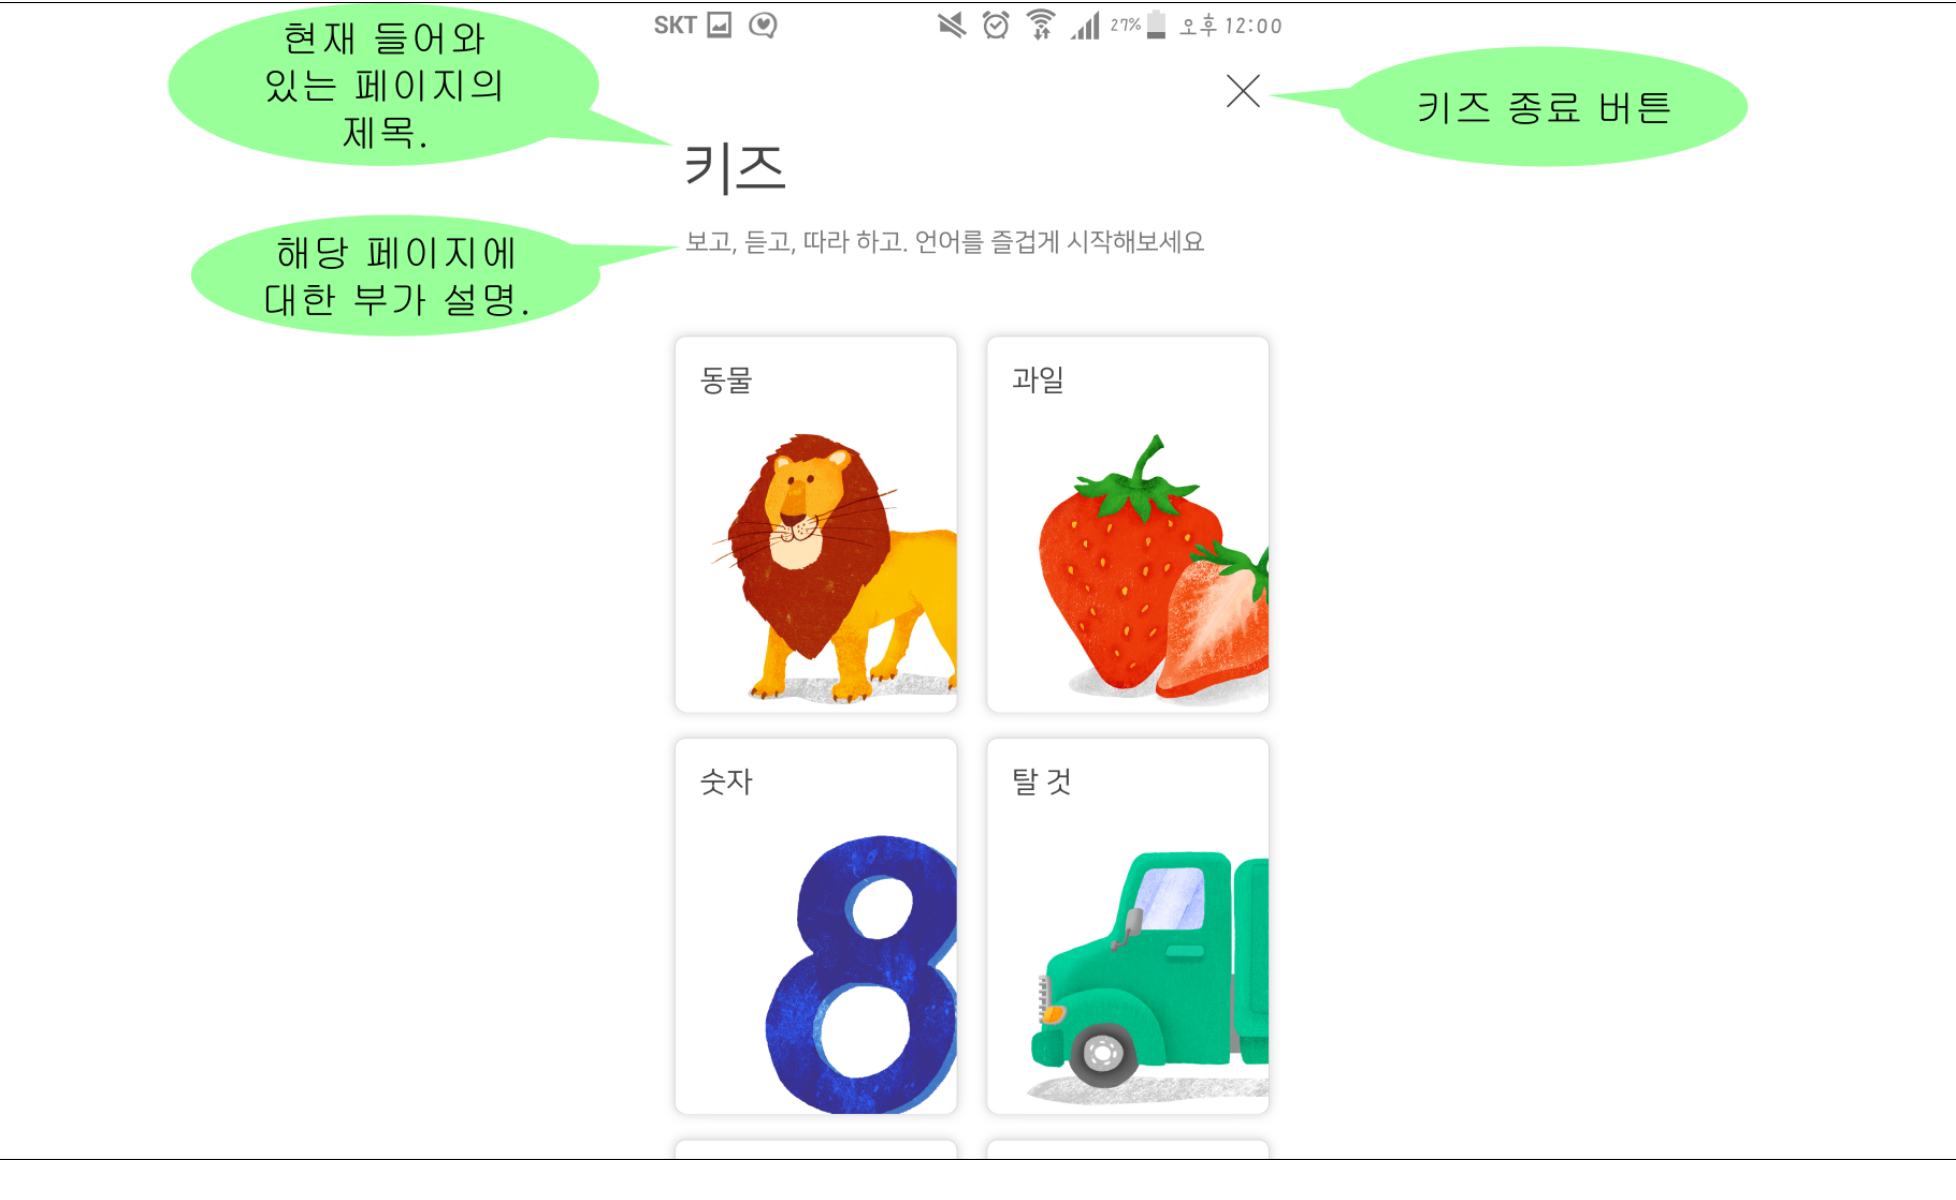 현재 들어와
있는 페이지의
제목.
SKT 27% 오후 12:00
키즈 종료 버튼
키즈
해당 페이지에
대한 부가 설명.
보고, 듣고, 따라 하고. 언어를 즐겁게 시작해보세요
동물
과일
숫자
탈 것
8